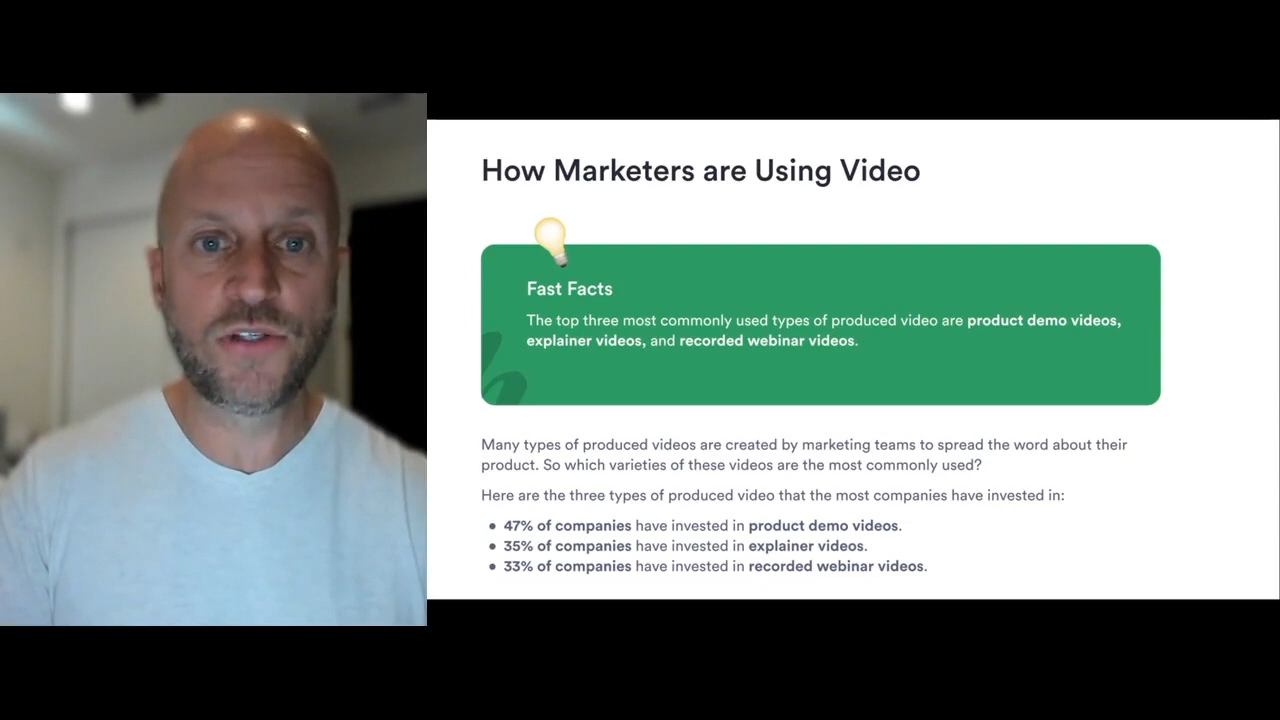 How Marketers are Using Video
Fast Facts
The top three most commonly used types of produced video are product demo videos,
explainer videos, and recorded webinar videos.
Many types of produced videos are created by marketing teams to spread the word about their
product. So which varieties of these videos are the most commonly used?
Here are the three types of produced video that the most companies have invested in:
• 47% of companies have invested in product demo videos.
• 35% of companies have invested in explainer videos.
• 33% of companies have invested in recorded webinar videos.